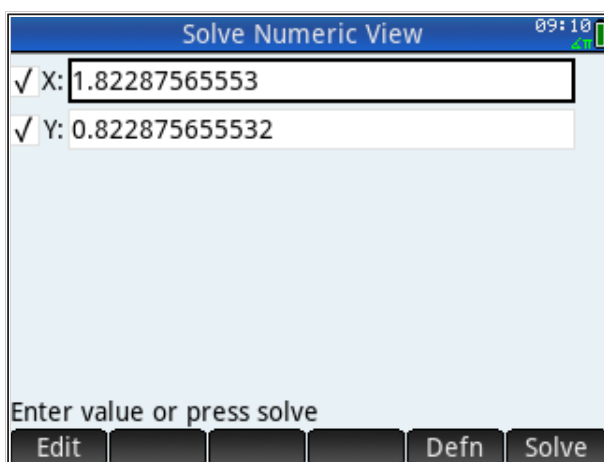 Solve Numeric View 09:10
∡π
√ X: 1.82287565553
√ Y: 0.822875655532
Enter value or press solve
Edit Defn Solve